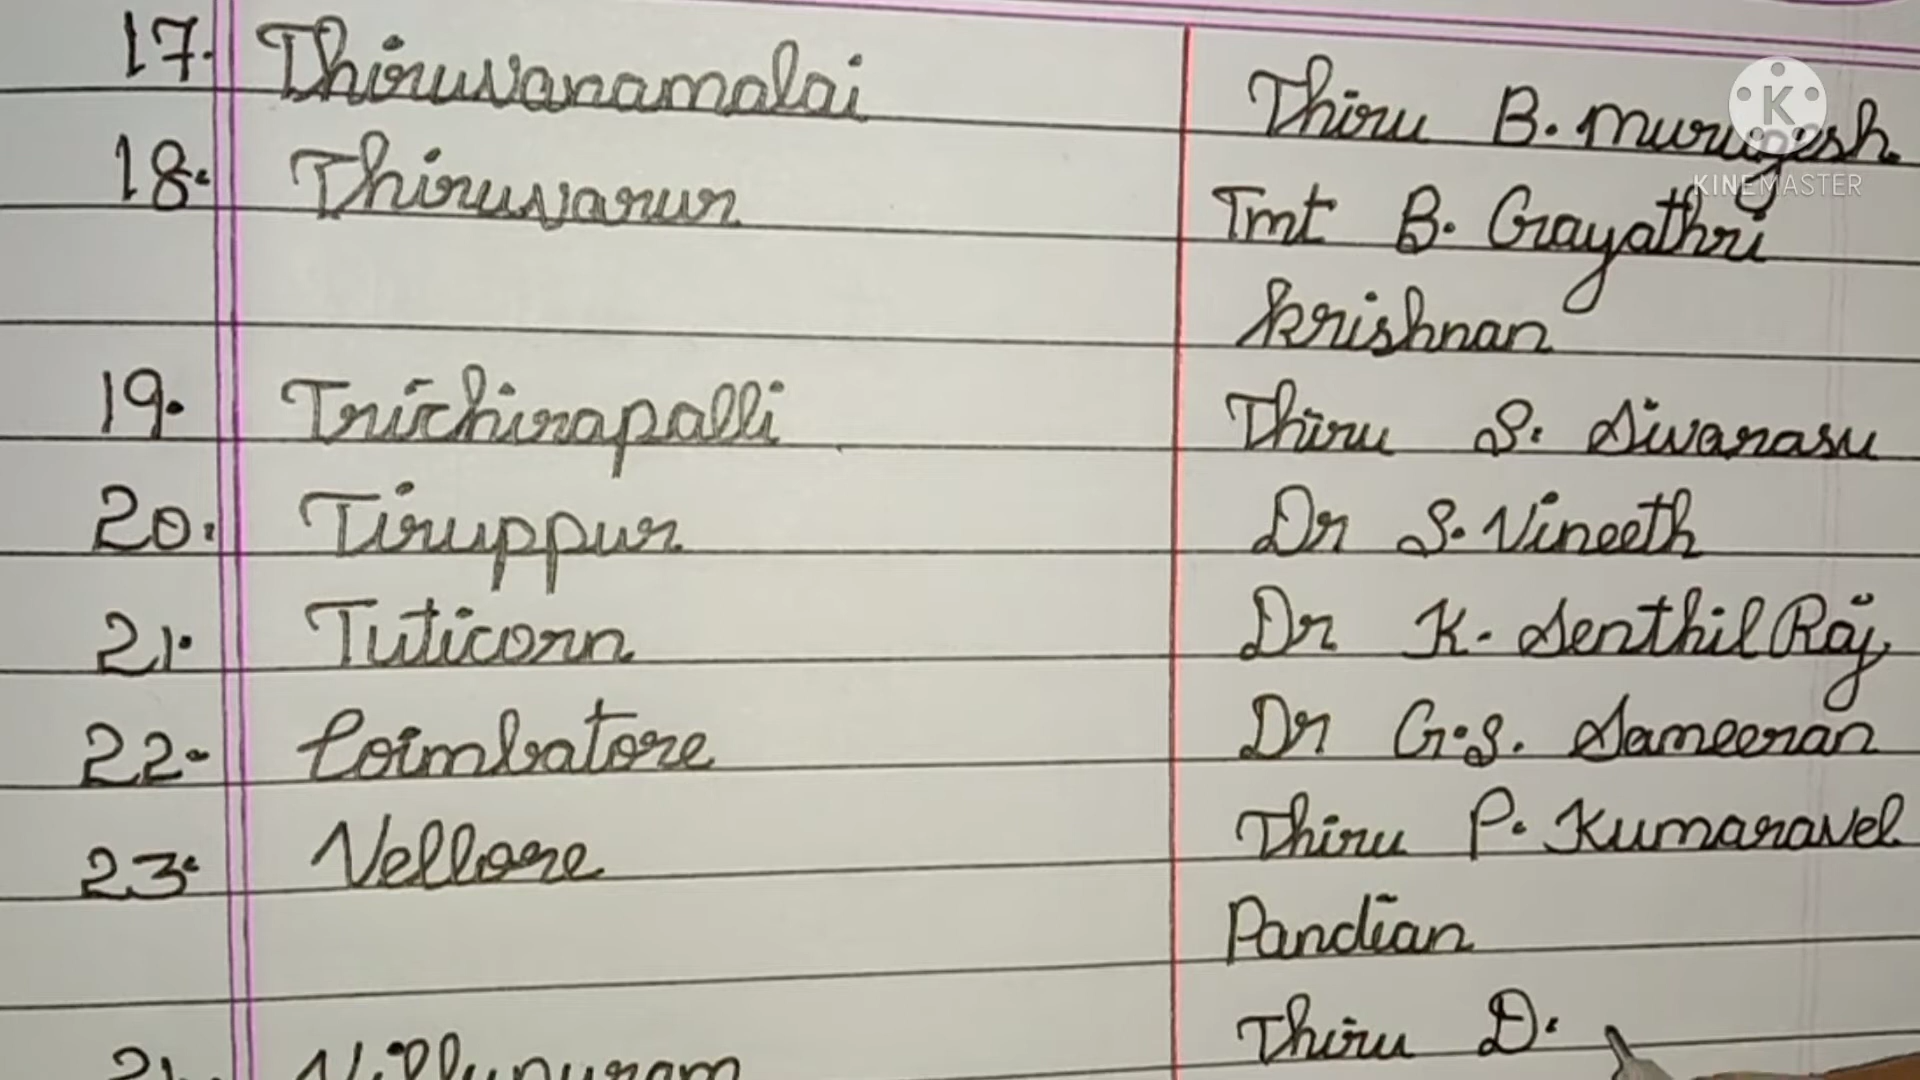 17. Thiruvanamalai Thiru B. Murugesh.
KINEMASTER
18. Thiruvarur Tmt B. Gayathri
Krishnan
19. Trichirapalli Thiru S. Sivarasu
20. Tiruppur Dr S. Vineeth
21. Tuticorn Dr K. Senthil Raj,
22. Coimbatore Dr G.S. Sameeran
23. Vellore Thiru P. Kumaravel
Pandian
Thiru D.
Villupuram